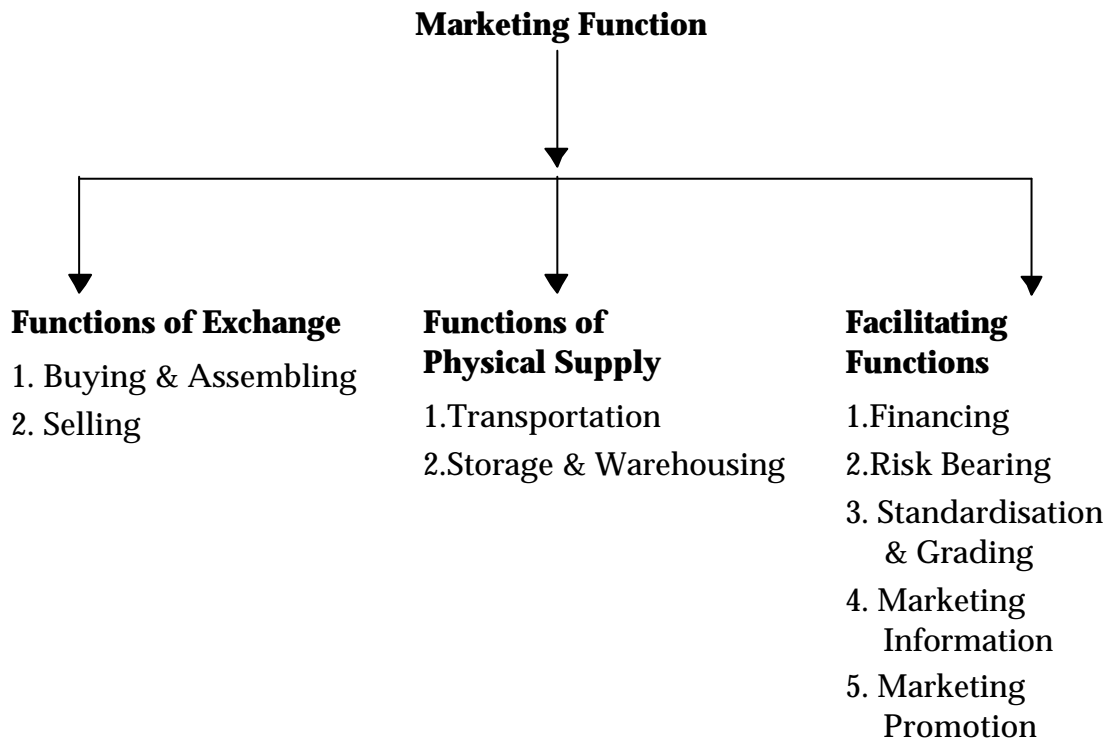 Marketing Function
Functions of Exchange
1. Buying & Assembling
2. Selling
Functions of
Physical Supply
1.Transportation
2.Storage & Warehousing
Facilitating
Functions
1.Financing
2.Risk Bearing
3. Standardisation
& Grading
4. Marketing
Information
5. Marketing
Promotion